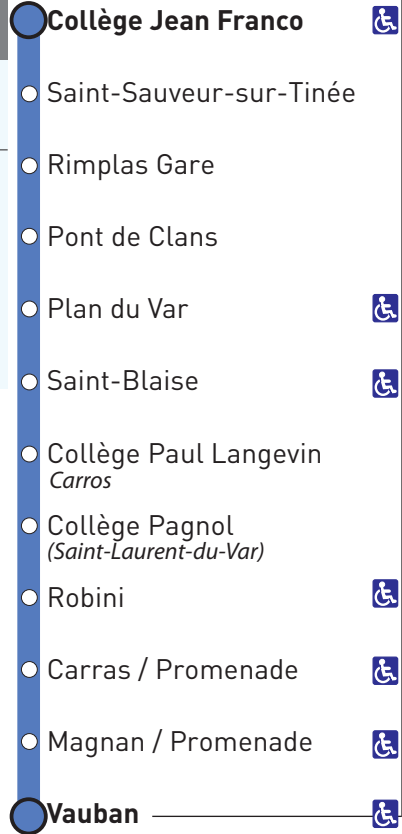 Collège Jean Franco
Saint-Sauveur-sur-Tinée
Rimplas Gare
Pont de Clans
Plan du Var
Saint-Blaise
Collège Paul Langevin
Carros
Collège Pagnol
(Saint-Laurent-du-Var)
Robini
Carras / Promenade
Magnan / Promenade
Vauban